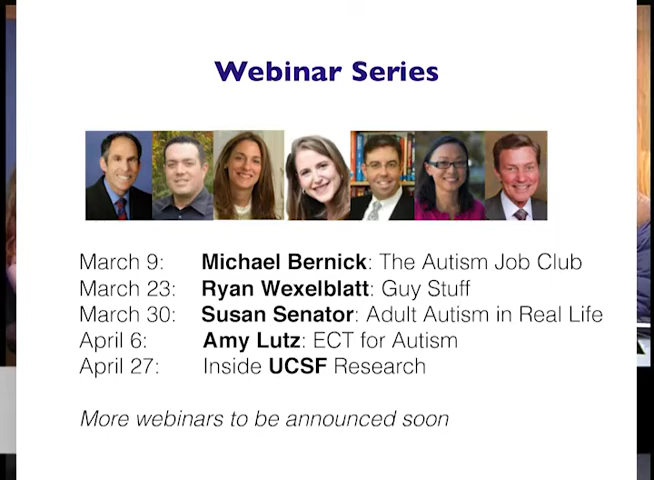 Webinar Series
March 9: Michael Bernick: The Autism Job Club
March 23: Ryan Wexelblatt: Guy Stuff
March 30: Susan Senator: Adult Autism in Real Life
April 6: Amy Lutz: ECT for Autism
April 27: Inside UCSF Research
More webinars to be announced soon